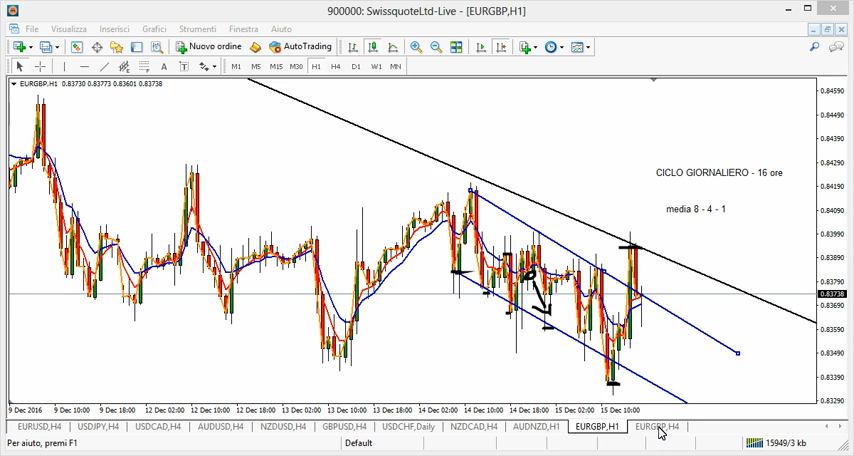 900000: SwissquoteLtd-Live - [EURGBP,H1]
File Visualizza Inserisci Grafici Strumenti Finestra Aiuto
Nuovo ordine AutoTrading
A T M1 M5 M15 M30 H1 H4 D1 W1 MN
EURGBP,H1 0.83730 0.83773 0.83601 0.83738
0.84590
0.84490
0.84390
0.84290
CICLO GIORNALIERO - 16 ore
0.84190
media 8 - 4 - 1
0.84090
0.83990
0.83890
0.83790
0.83738
0.83690
0.83590
0.83490
0.83390
0.83290
9 Dec 2016 9 Dec 10:00 9 Dec 18:00 12 Dec 02:00 12 Dec 10:00 12 Dec 18:00 13 Dec 02:00 13 Dec 10:00 13 Dec 18:00 14 Dec 02:00 14 Dec 10:00 14 Dec 18:00 15 Dec 02:00 15 Dec 10:00
EURUSD,H4 USDJPY,H4 USDCAD,H4 AUDUSD,H4 NZDUSD,H4 GBPUSD,H4 USDCHF,Daily NZDCAD,H4 AUDNZD,H1 EURGBP,H1 EURGBP,H4
Per aiuto, premi F1 Default 15949/3 kb